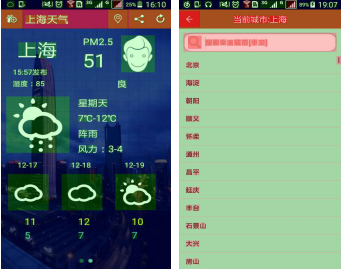 25% 16:10
上海天气
上海
PM2.5
51
良
15:57发布
湿度：85
星期天
7℃-12℃
阵雨
风力：3-4
12-17 12-18 12-19
11 12 10
5 7 7
89% 19:07
当前城市:上海
北京
海淀
朝阳
顺义
怀柔
通州
昌平
延庆
丰台
石景山
大兴
房山